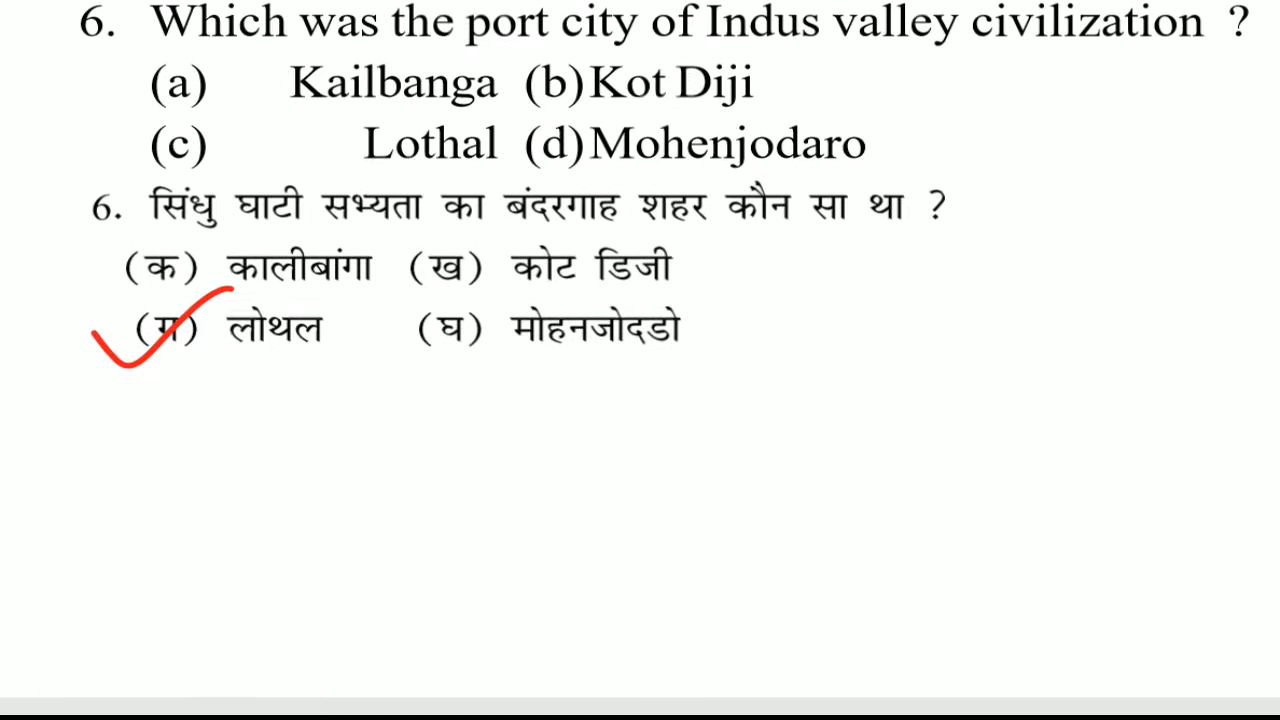 6. Which was the port city of Indus valley civilization ?
(a) Kailbanga (b) Kot Diji
(c) Lothal (d) Mohenjodaro
6. सिंधु घाटी सभ्यता का बंदरगाह शहर कौन सा था ?
(क) कालीबांगा (ख) कोट डिजी
(ग) लोथल (घ) मोहनजोदडो